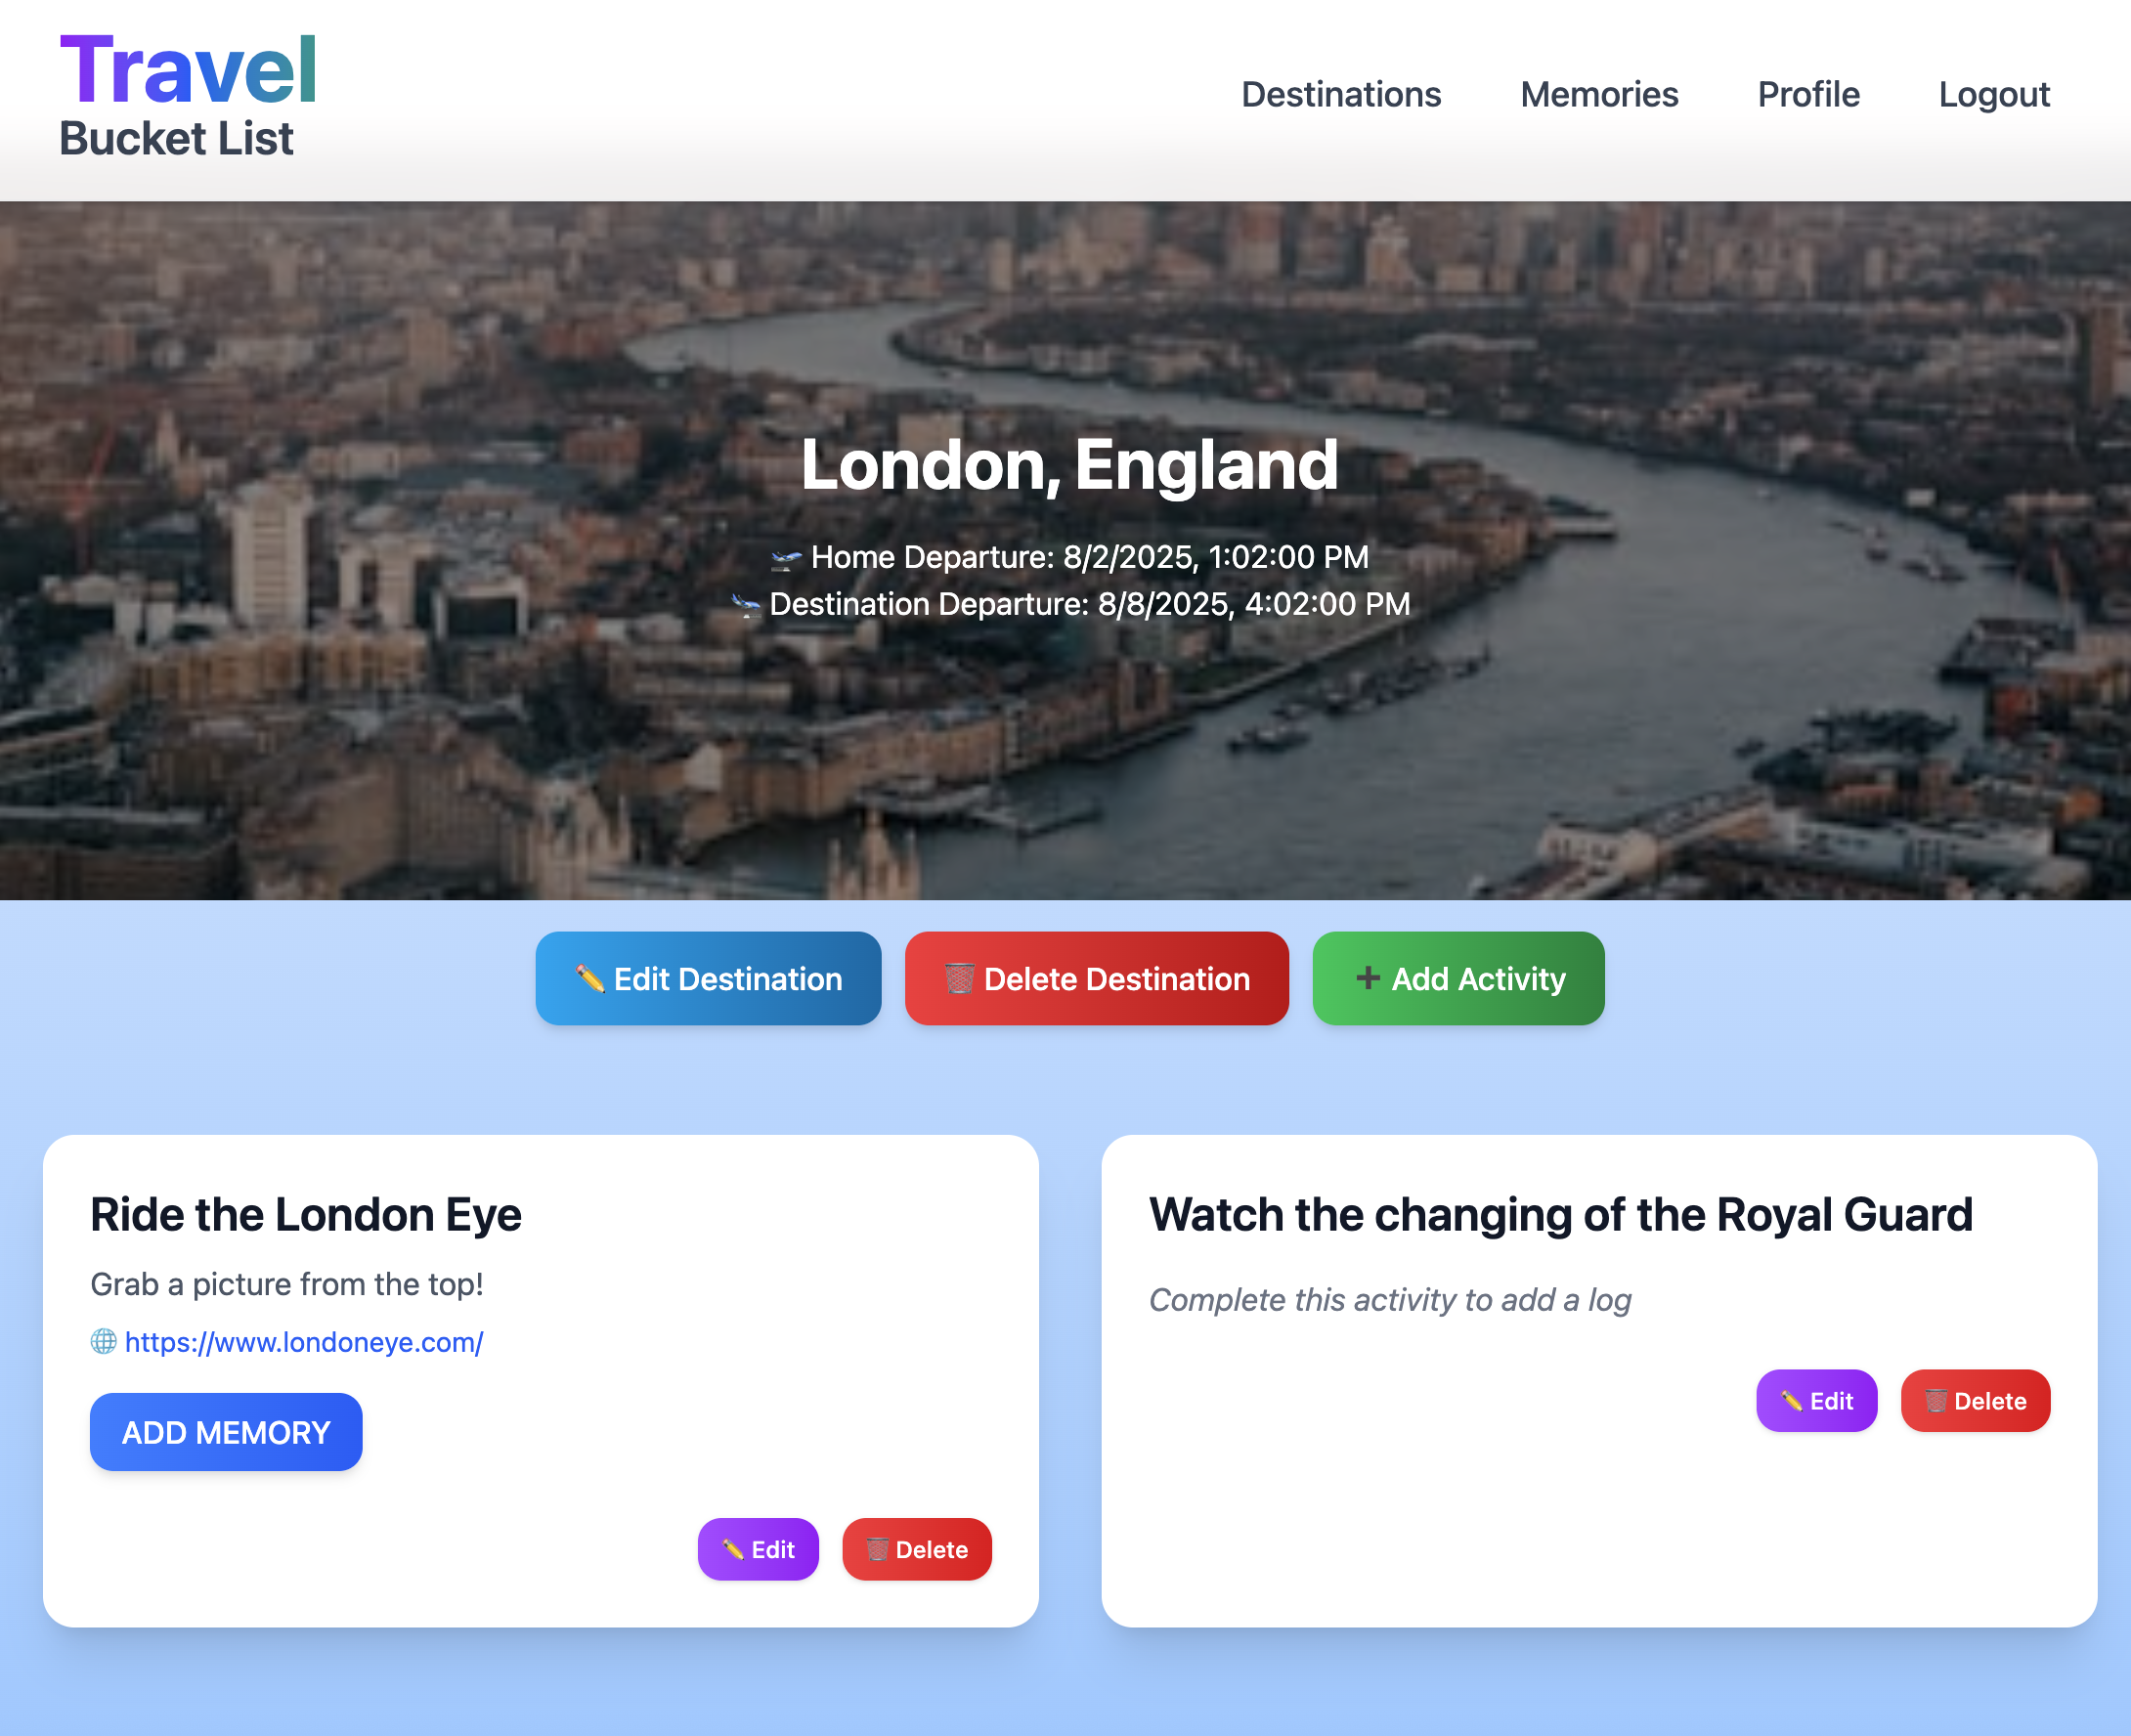 Travel
Bucket List
Destinations
Memories
Profile
Logout
London, England
🛫 Home Departure: 8/2/2025, 1:02:00 PM
🛬 Destination Departure: 8/8/2025, 4:02:00 PM
✏️ Edit Destination
🗑️ Delete Destination
➕ Add Activity
Ride the London Eye
Grab a picture from the top!
🌐 https://www.londoneye.com/
ADD MEMORY
✏️ Edit
🗑️ Delete
Watch the changing of the Royal Guard
Complete this activity to add a log
✏️ Edit
🗑️ Delete